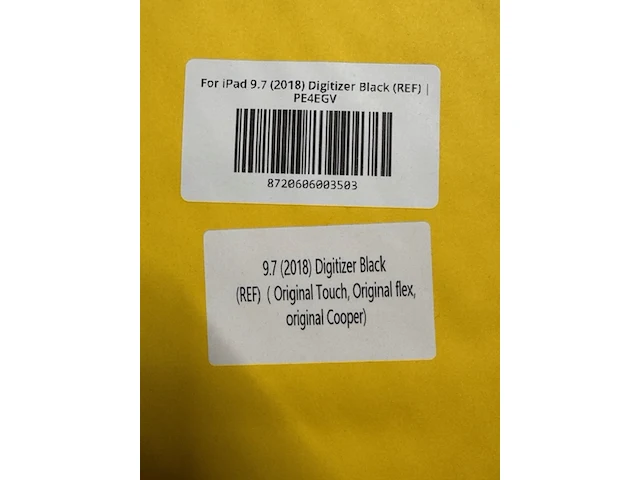 For iPad 9.7 (2018) Digitizer Black (REF) |
PE4EGV
8720606003503
9.7 (2018) Digitizer Black
(REF) ( Original Touch, Original flex,
original Cooper)